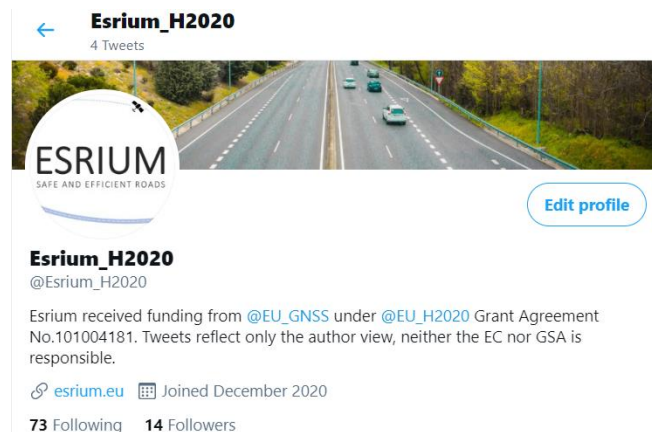 Esrium_H2020
4 Tweets
ESRIUM
SAFE AND EFFICIENT ROADS
Edit profile
Esrium_H2020
@Esrium_H2020
Esrium received funding from @EU_GNSS under @EU_H2020 Grant Agreement
No.101004181. Tweets reflect only the author view, neither the EC nor GSA is
responsible.
esrium.eu Joined December 2020
73 Following 14 Followers